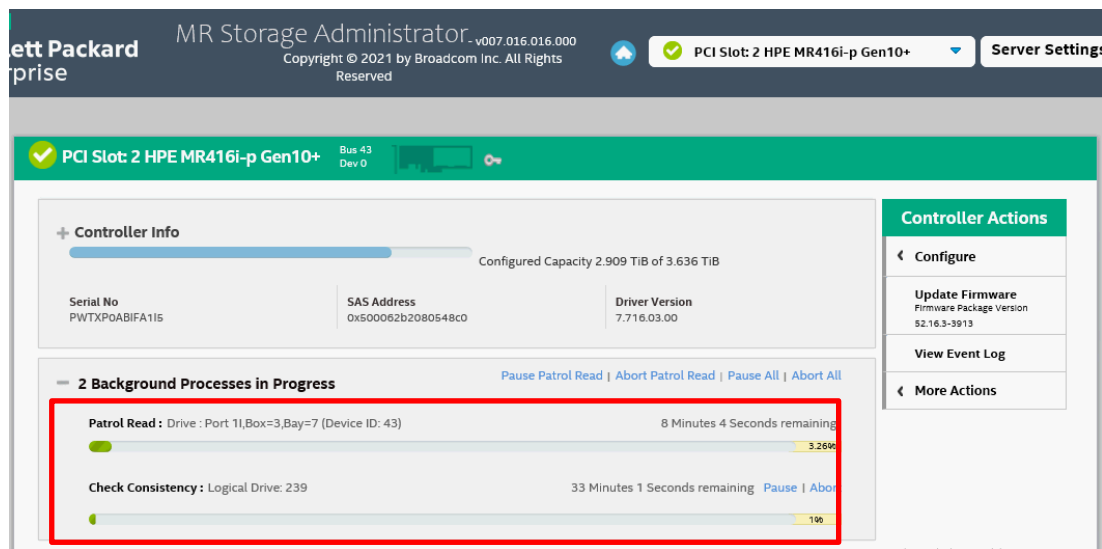 ett Packard
rprise
MR Storage Administrator v007.016.016.000
Copyright © 2021 by Broadcom Inc. All Rights
Reserved
PCI Slot: 2 HPE MR416i-p Gen10+
Server Settings
PCI Slot: 2 HPE MR416i-p Gen10+
Bus 43
Dev 0
Controller Info
Configured Capacity 2.909 TiB of 3.636 TiB
Serial No
PWTXP0ABIFA1I5
SAS Address
0x500062b2080548c0
Driver Version
7.716.03.00
2 Background Processes in Progress
Pause Patrol Read | Abort Patrol Read | Pause All | Abort All
Patrol Read : Drive : Port 1I,Box=3,Bay=7 (Device ID: 43)
8 Minutes 4 Seconds remaining
3.26%
Check Consistency : Logical Drive: 239
33 Minutes 1 Seconds remaining Pause | Abor
1%
Controller Actions
Configure
Update Firmware
Firmware Package Version
52.16.3-3913
View Event Log
More Actions